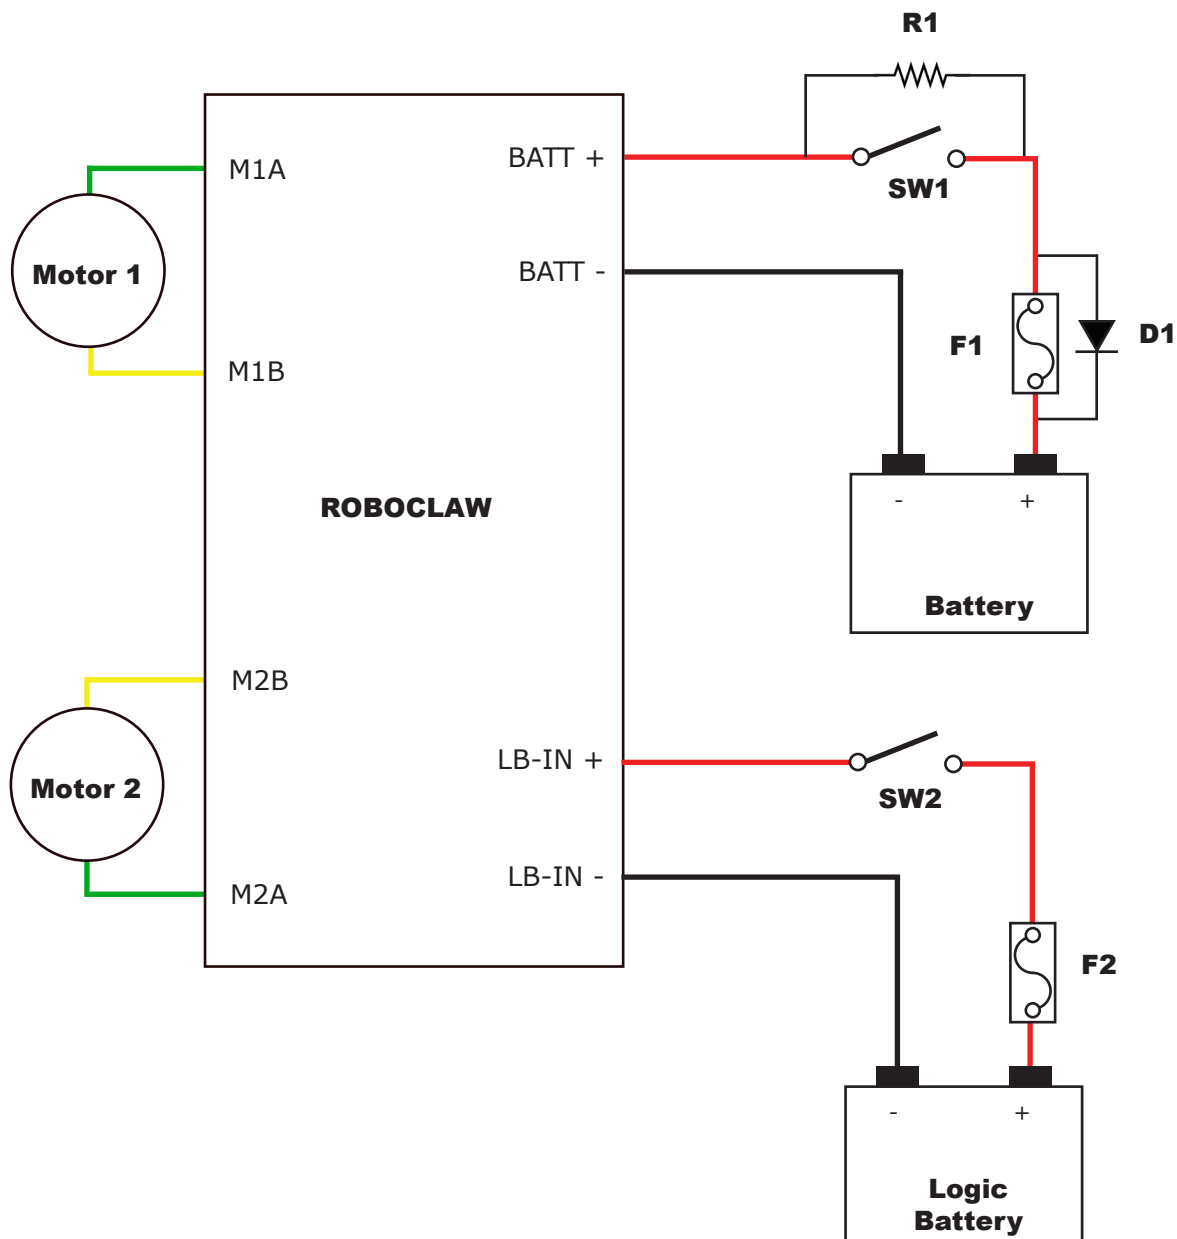 R1
M1A
BATT +
SW1
Motor 1
BATT -
F1
D1
M1B
- +
ROBOCLAW
Battery
M2B
LB-IN +
Motor 2
SW2
M2A
LB-IN -
F2
- +
Logic
Battery